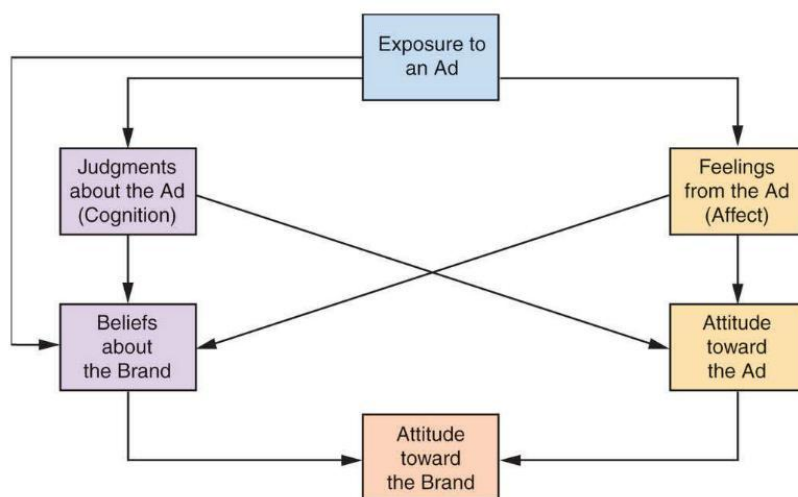 Exposure to
an Ad
Judgments
about the Ad
(Cognition)
Feelings
from the Ad
(Affect)
Beliefs
about
the Brand
Attitude
toward
the Ad
Attitude
toward
the Brand